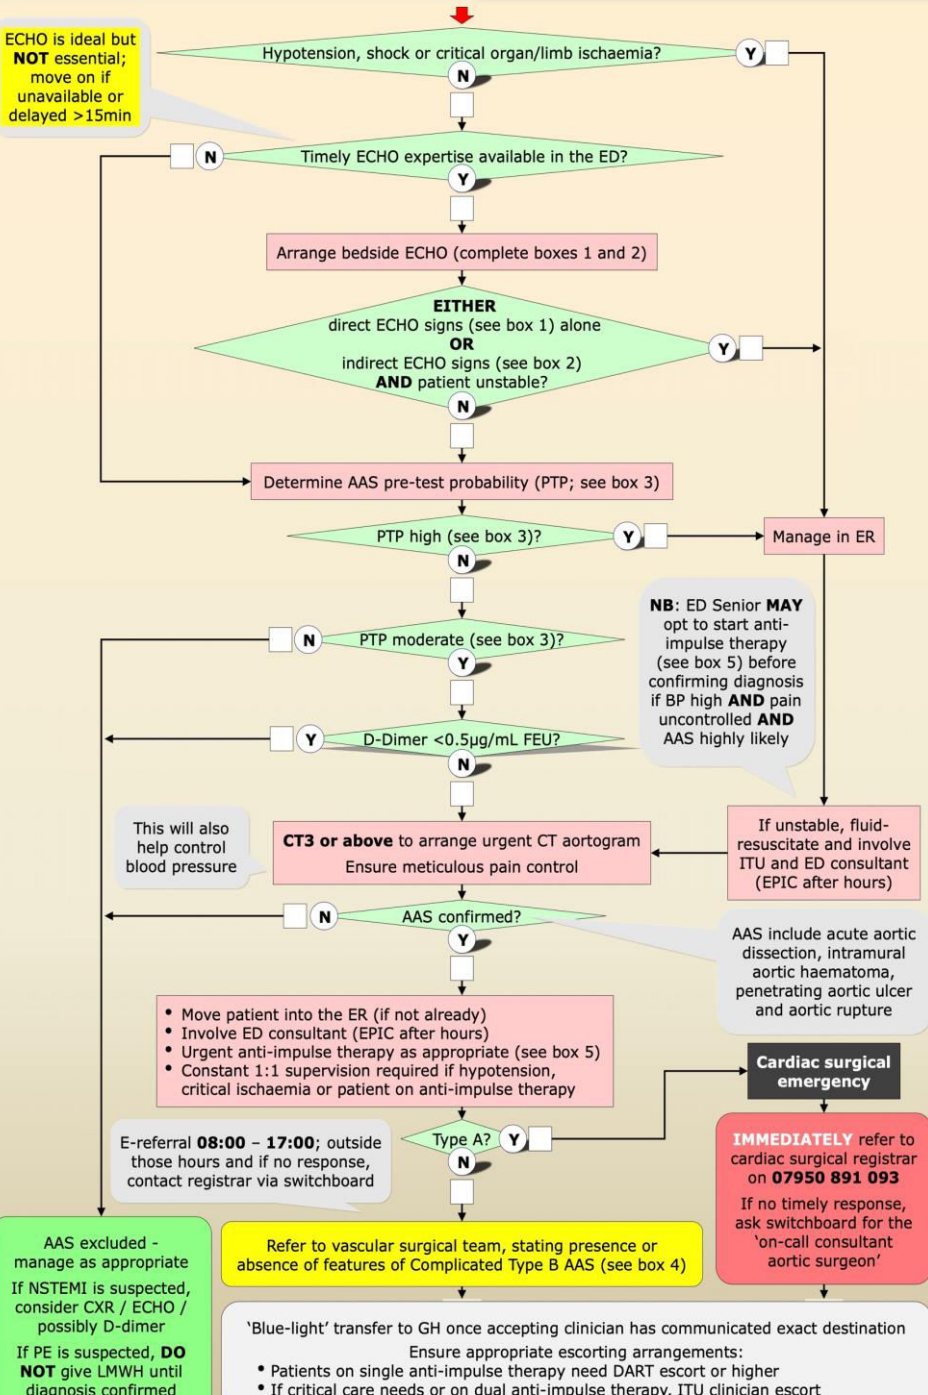 ECHO is ideal but
NOT essential;
move on if
unavailable or
delayed >15min
Hypotension, shock or critical organ/limb ischaemia?
Y
N
Timely ECHO expertise available in the ED?
N
Y
Arrange bedside ECHO (complete boxes 1 and 2)
EITHER
direct ECHO signs (see box 1) alone
OR
indirect ECHO signs (see box 2)
AND patient unstable?
Y
N
Determine AAS pre-test probability (PTP; see box 3)
PTP high (see box 3)?
Y
N
Manage in ER
NB: ED Senior MAY
opt to start anti-
impulse therapy
(see box 5) before
confirming diagnosis
if BP high AND pain
uncontrolled AND
AAS highly likely
PTP moderate (see box 3)?
N
Y
D-Dimer <0.5µg/mL FEU?
Y
N
This will also
help control
blood pressure
CT3 or above to arrange urgent CT aortogram
Ensure meticulous pain control
If unstable, fluid-
resuscitate and involve
ITU and ED consultant
(EPIC after hours)
AAS confirmed?
N
Y
AAS include acute aortic
dissection, intramural
aortic haematoma,
penetrating aortic ulcer
and aortic rupture
• Move patient into the ER (if not already)
• Involve ED consultant (EPIC after hours)
• Urgent anti-impulse therapy as appropriate (see box 5)
• Constant 1:1 supervision required if hypotension,
critical ischaemia or patient on anti-impulse therapy
Cardiac surgical
emergency
Type A?
Y
N
E-referral 08:00 – 17:00; outside
those hours and if no response,
contact registrar via switchboard
IMMEDIATELY refer to
cardiac surgical registrar
on 07950 891 093
If no timely response,
ask switchboard for the
‘on-call consultant
aortic surgeon’
Refer to vascular surgical team, stating presence or
absence of features of Complicated Type B AAS (see box 4)
AAS excluded -
manage as appropriate
If NSTEMI is suspected,
consider CXR / ECHO /
possibly D-dimer
If PE is suspected, DO
NOT give LMWH until
diagnosis confirmed
‘Blue-light’ transfer to GH once accepting clinician has communicated exact destination
Ensure appropriate escorting arrangements:
• Patients on single anti-impulse therapy need DART escort or higher
• If critical care needs or on dual anti-impulse therapy, ITU clinician escort